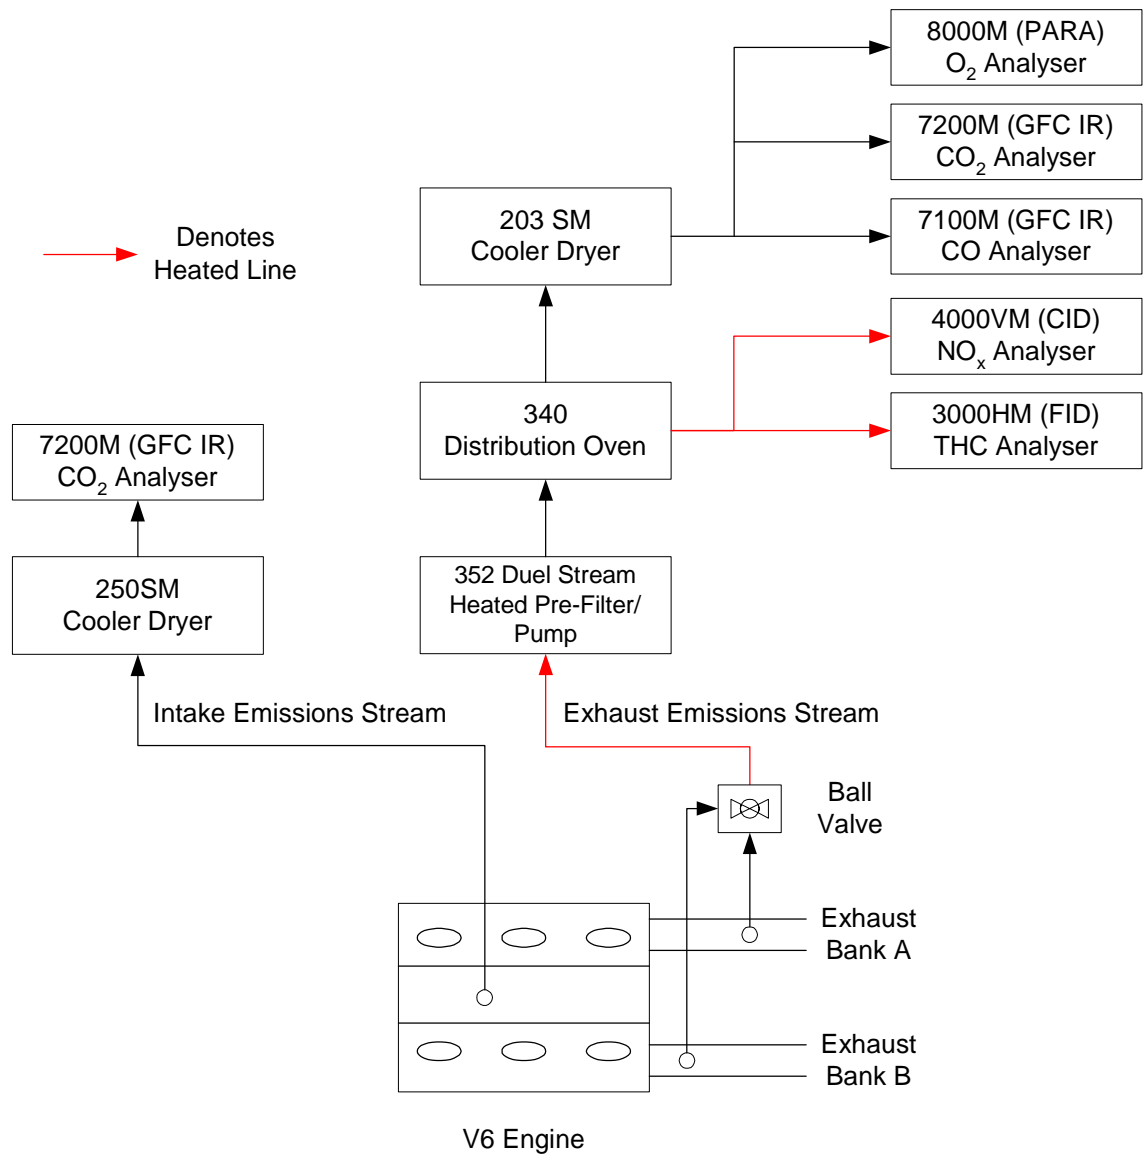 8000M (PARA)
O₂ Analyser
7200M (GFC IR)
CO₂ Analyser
203 SM
Cooler Dryer
7100M (GFC IR)
CO Analyser
Denotes
Heated Line
4000VM (CID)
NOₓ Analyser
340
Distribution Oven
3000HM (FID)
THC Analyser
7200M (GFC IR)
CO₂ Analyser
250SM
Cooler Dryer
352 Duel Stream
Heated Pre-Filter/
Pump
Intake Emissions Stream
Exhaust Emissions Stream
Ball
Valve
Exhaust
Bank A
Exhaust
Bank B
V6 Engine